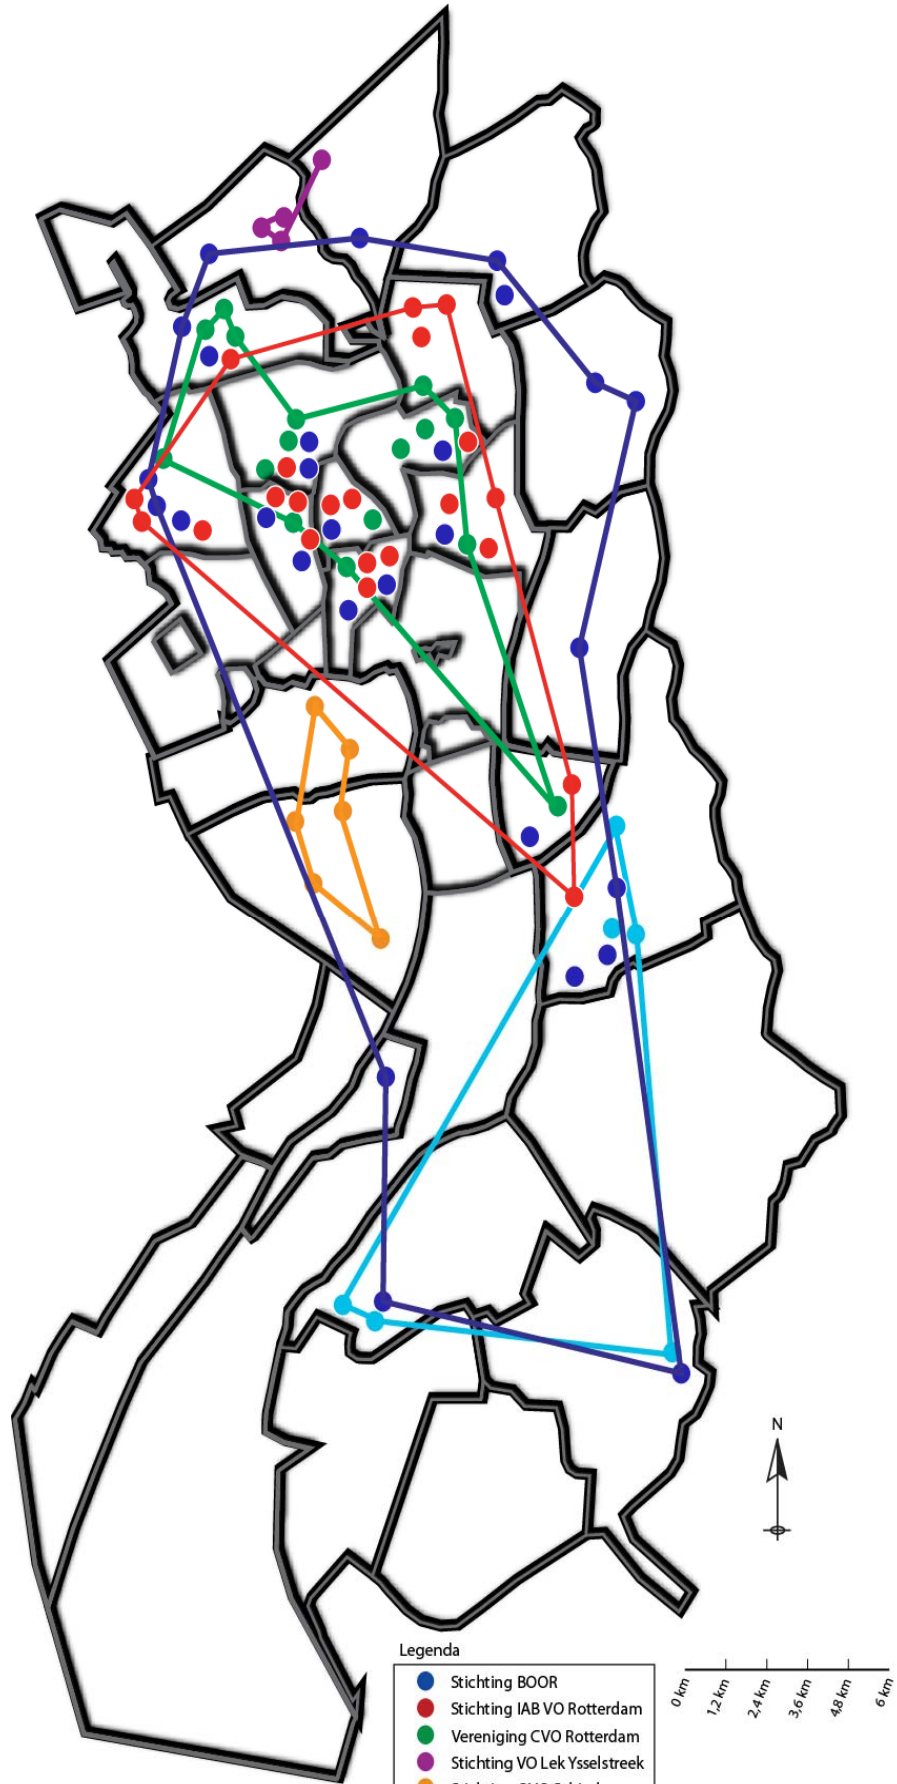 N
Legenda
Stichting BOOR
Stichting IAB VO Rotterdam
Vereniging CVO Rotterdam
Stichting VO Lek Ysselstreek
0 km
1,2 km
2,4 km
3,6 km
4,8 km
6 km